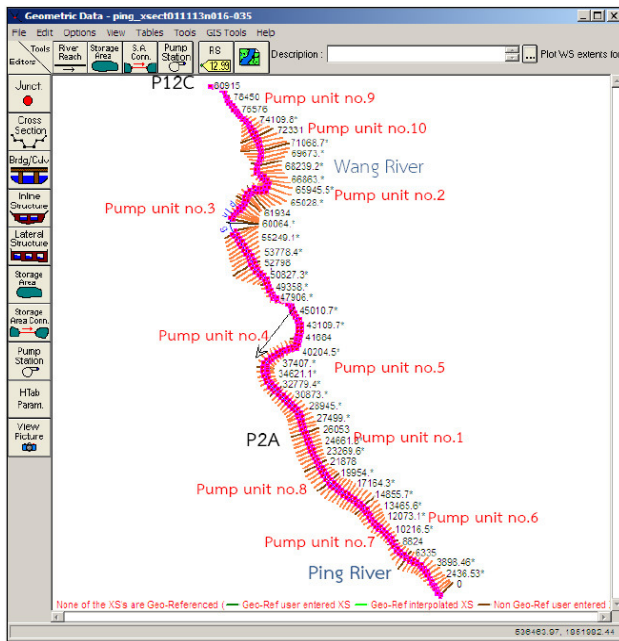 Geometric Data - ping_xsect011113n016-035
File Edit Options View Tables Tools GIS Tools Help
Tools
Editors
River
Reach
Storage
Area
S.A.
Conn.
Pump
Station
RS
12.99
Description :
...
Plot WS extents for
Junct.
Cross
Section
Brdg/Culv
Inline
Structure
Lateral
Structure
Storage
Area
Storage
Area Conn.
Pump
Station
HTab
Param.
View
Picture
P12C
80915
78450
Pump unit no.9
76576
74109.8*
72331
Pump unit no.10
71068.7*
69673.*
Wang River
68239.2*
66863.*
65945.5*
Pump unit no.2
65028.*
Pump unit no.3
61934
60064.*
55249.1*
53778.4*
52798
50827.3*
49358.*
47906.*
45010.7*
43109.7*
Pump unit no.4
41684
40204.5*
37407.*
Pump unit no.5
34621.1*
32779.4*
30873.*
28945.*
27499.*
26053
P2A
24661.8*
Pump unit no.1
23269.6*
21878
19954.*
Pump unit no.8
17164.3*
14855.7*
13465.6*
12073.1*
Pump unit no.6
10216.5*
Pump unit no.7
8824
6335
3898.46*
Ping River
2436.53*
0
None of the XS's are Geo-Referenced ( Geo-Ref user entered XS Geo-Ref interpolated XS Non Geo-Ref user entered